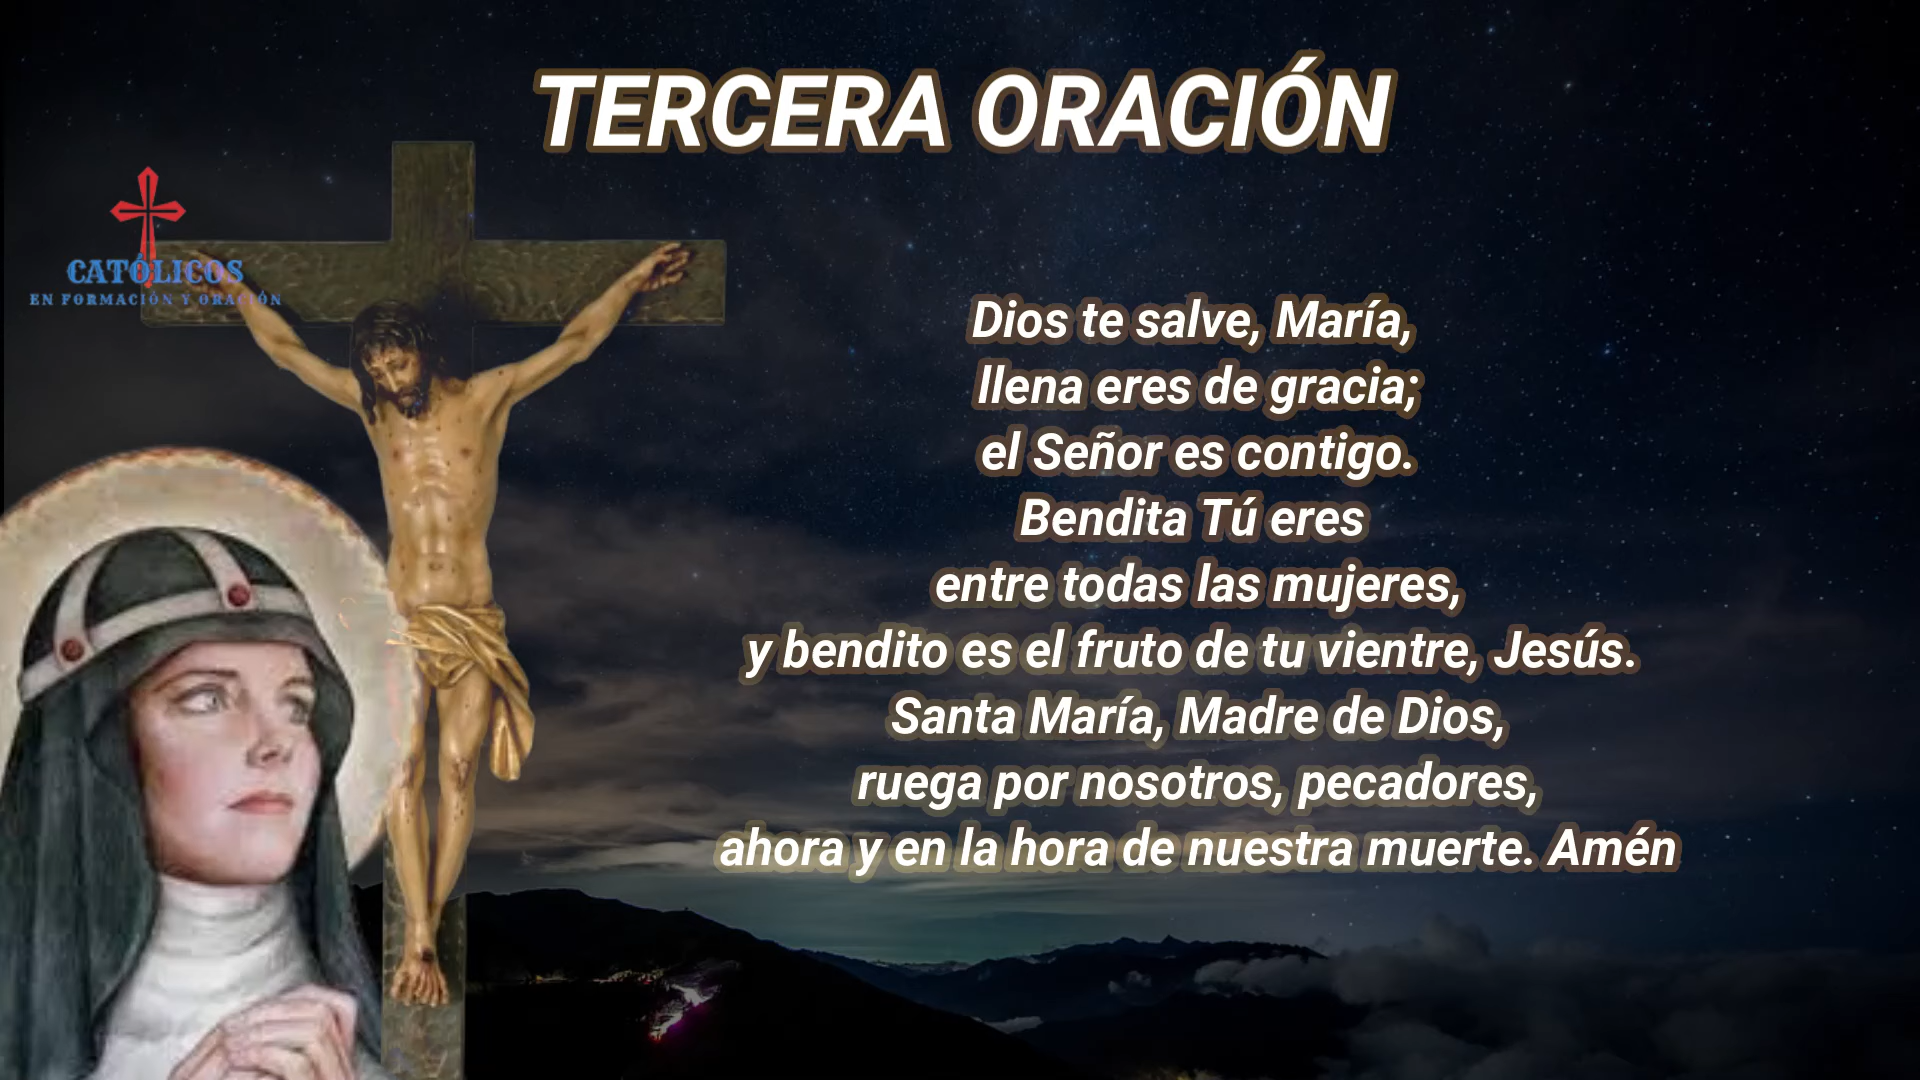 TERCERA ORACIÓN
CATÓLICOS
EN FORMACIÓN Y ORACIÓN
Dios te salve, María,
llena eres de gracia;
el Señor es contigo.
Bendita Tú eres
entre todas las mujeres,
y bendito es el fruto de tu vientre, Jesús.
Santa María, Madre de Dios,
ruega por nosotros, pecadores,
ahora y en la hora de nuestra muerte. Amén